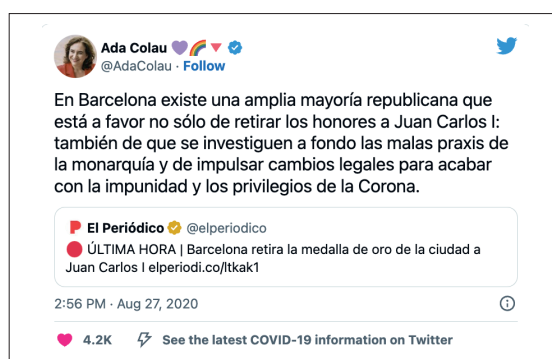 Ada Colau 💜🌈🔻
@AdaColau · Follow
En Barcelona existe una amplia mayoría republicana que
está a favor no sólo de retirar los honores a Juan Carlos I:
también de que se investiguen a fondo las malas praxis de
la monarquía y de impulsar cambios legales para acabar
con la impunidad y los privilegios de la Corona.
El Periódico @elperiodico
🔴 ÚLTIMA HORA | Barcelona retira la medalla de oro de la ciudad a
Juan Carlos I elperiodi.co/ltkak1
2:56 PM · Aug 27, 2020
4.2K See the latest COVID-19 information on Twitter